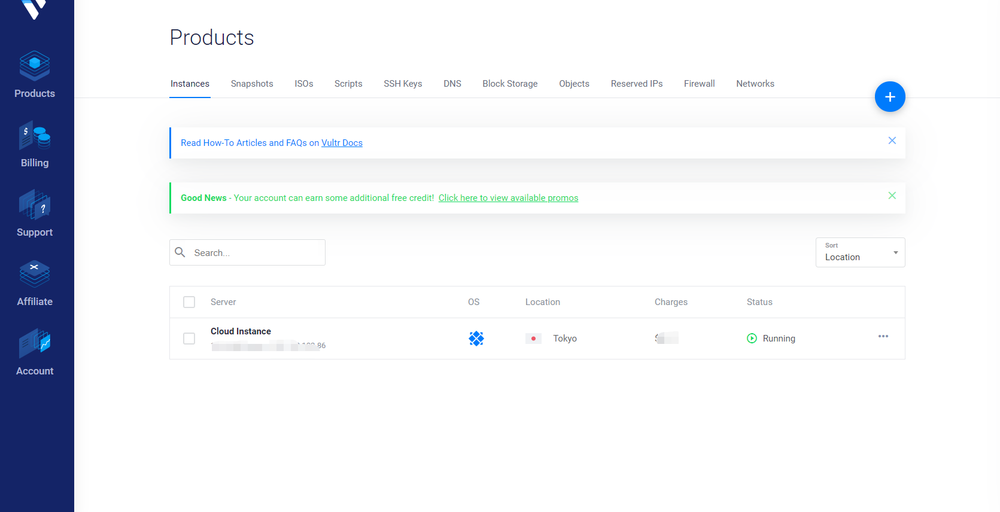 Products
Products
Instances Snapshots ISOs Scripts SSH Keys DNS Block Storage Objects Reserved IPs Firewall Networks
Read How-To Articles and FAQs on Vultr Docs
Good News - Your account can earn some additional free credit! Click here to view available promos
Search...
Sort
Location
Server OS Location Charges Status
Cloud Instance
86
Tokyo
Running
Billing
Support
Affiliate
Account